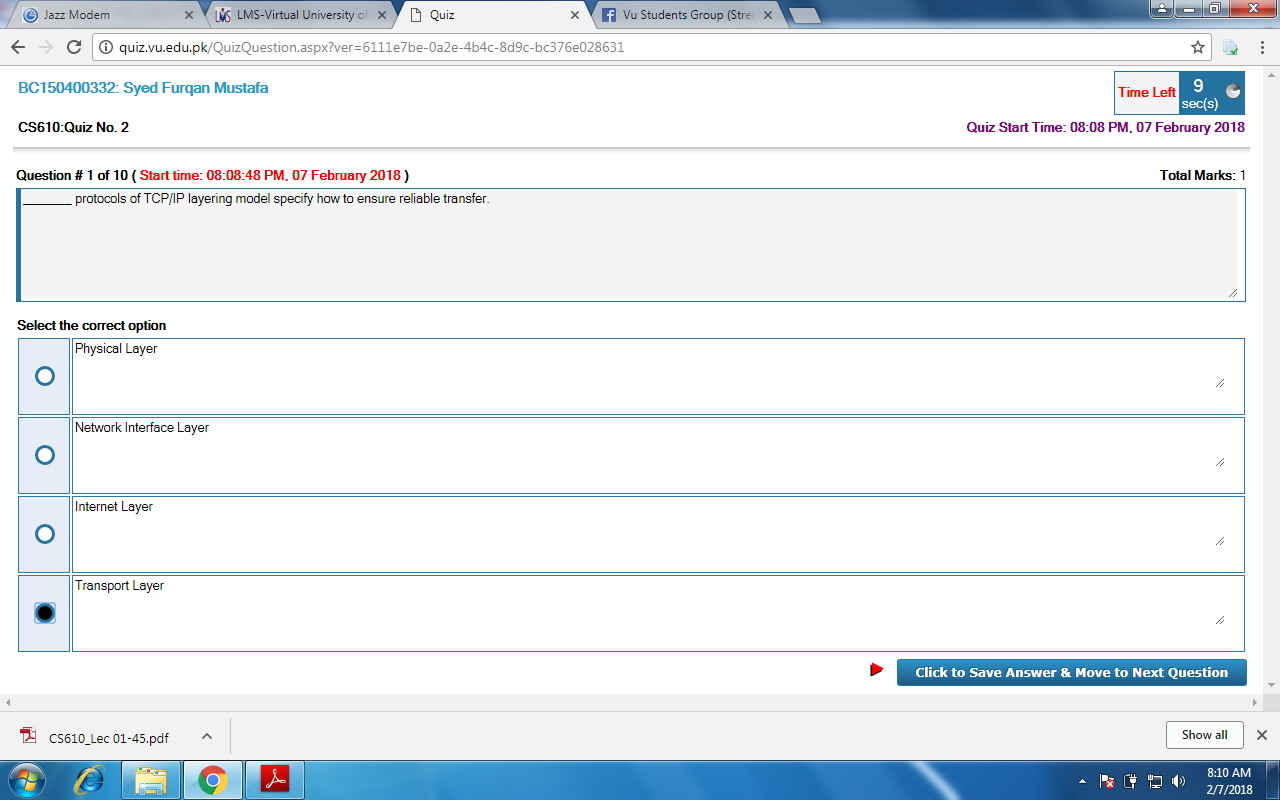 Jazz Modem
LMS-Virtual University of
Quiz
Vu Students Group (Stre
quiz.vu.edu.pk/QuizQuestion.aspx?ver=6111e7be-0a2e-4b4c-8d9c-bc376e028631
BC150400332: Syed Furqan Mustafa
Time Left 9 sec(s)
CS610:Quiz No. 2
Quiz Start Time: 08:08 PM, 07 February 2018
Question # 1 of 10 ( Start time: 08:08:48 PM, 07 February 2018 )
Total Marks: 1
_______ protocols of TCP/IP layering model specify how to ensure reliable transfer.
Select the correct option
Physical Layer
Network Interface Layer
Internet Layer
Transport Layer
Click to Save Answer & Move to Next Question
CS610_Lec 01-45.pdf
Show all
8:10 AM
2/7/2018